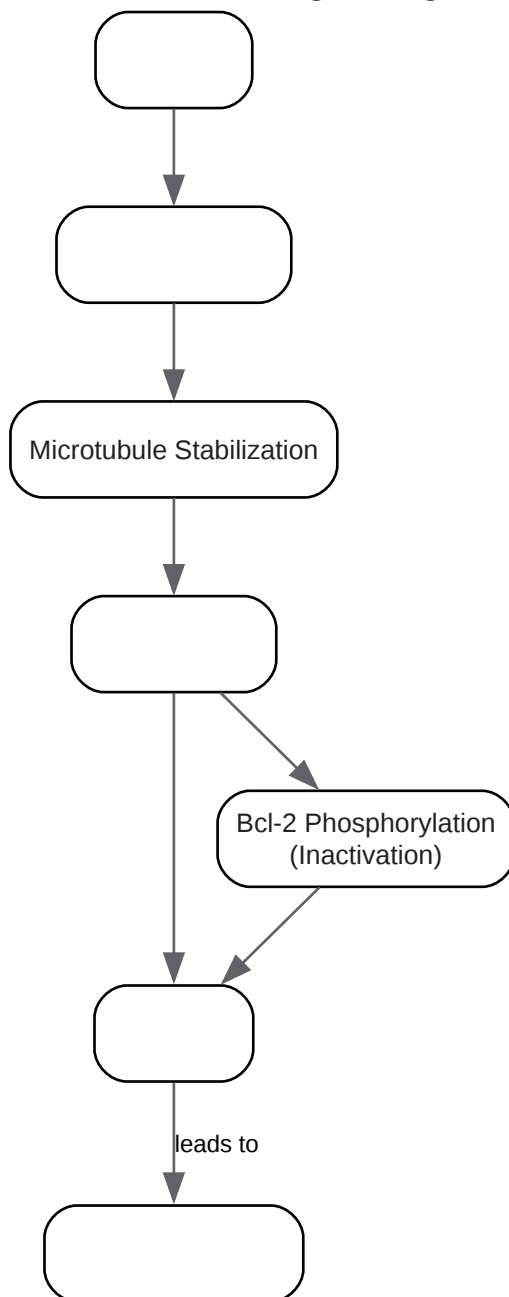 Microtubule Stabilization
Bcl-2 Phosphorylation
(Inactivation)
leads to